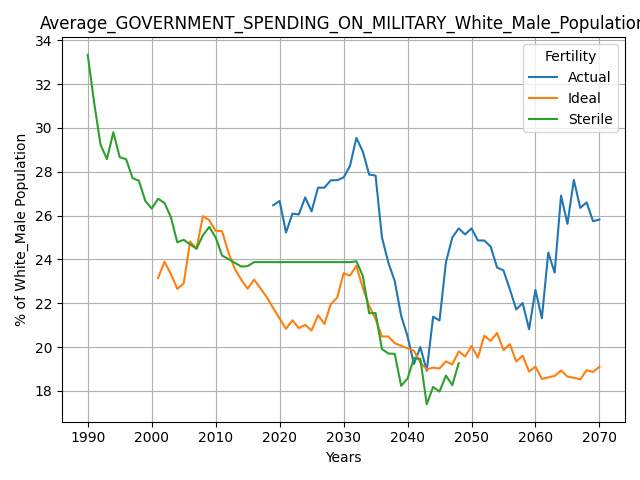 Average_GOVERNMENT_SPENDING_ON_MILITARY_White_Male_Population
Fertility
Actual
Ideal
Sterile
% of White_Male Population
34
32
30
28
26
24
22
20
18
1990
2000
2010
2020
2030
2040
2050
2060
2070
Years